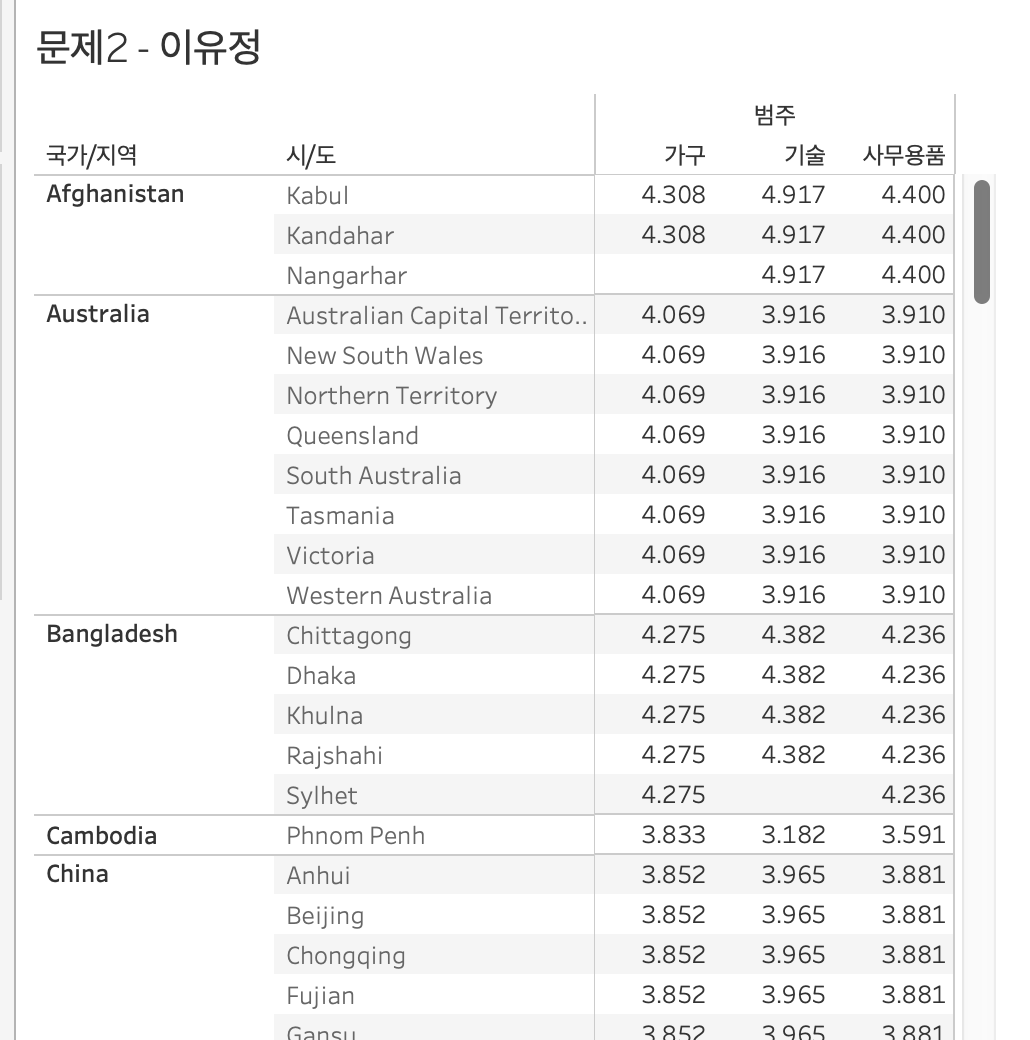 문제2 - 이유정
범주
국가/지역 시/도 가구 기술 사무용품
Afghanistan Kabul 4.308 4.917 4.400
Kandahar 4.308 4.917 4.400
Nangarhar 4.917 4.400
Australia Australian Capital Territo.. 4.069 3.916 3.910
New South Wales 4.069 3.916 3.910
Northern Territory 4.069 3.916 3.910
Queensland 4.069 3.916 3.910
South Australia 4.069 3.916 3.910
Tasmania 4.069 3.916 3.910
Victoria 4.069 3.916 3.910
Western Australia 4.069 3.916 3.910
Bangladesh Chittagong 4.275 4.382 4.236
Dhaka 4.275 4.382 4.236
Khulna 4.275 4.382 4.236
Rajshahi 4.275 4.382 4.236
Sylhet 4.275 4.236
Cambodia Phnom Penh 3.833 3.182 3.591
China Anhui 3.852 3.965 3.881
Beijing 3.852 3.965 3.881
Chongqing 3.852 3.965 3.881
Fujian 3.852 3.965 3.881
Gansu 3.852 3.965 3.881